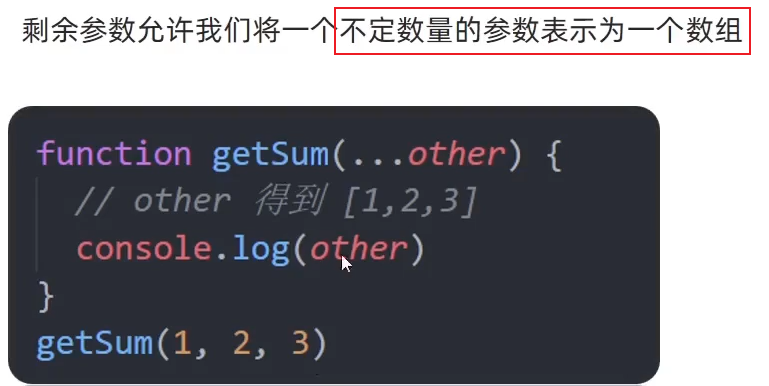 剩余参数允许我们将一个不定数量的参数表示为一个数组
function getSum(...other) {
// other 得到 [1,2,3]
console.log(other)
}
getSum(1, 2, 3)